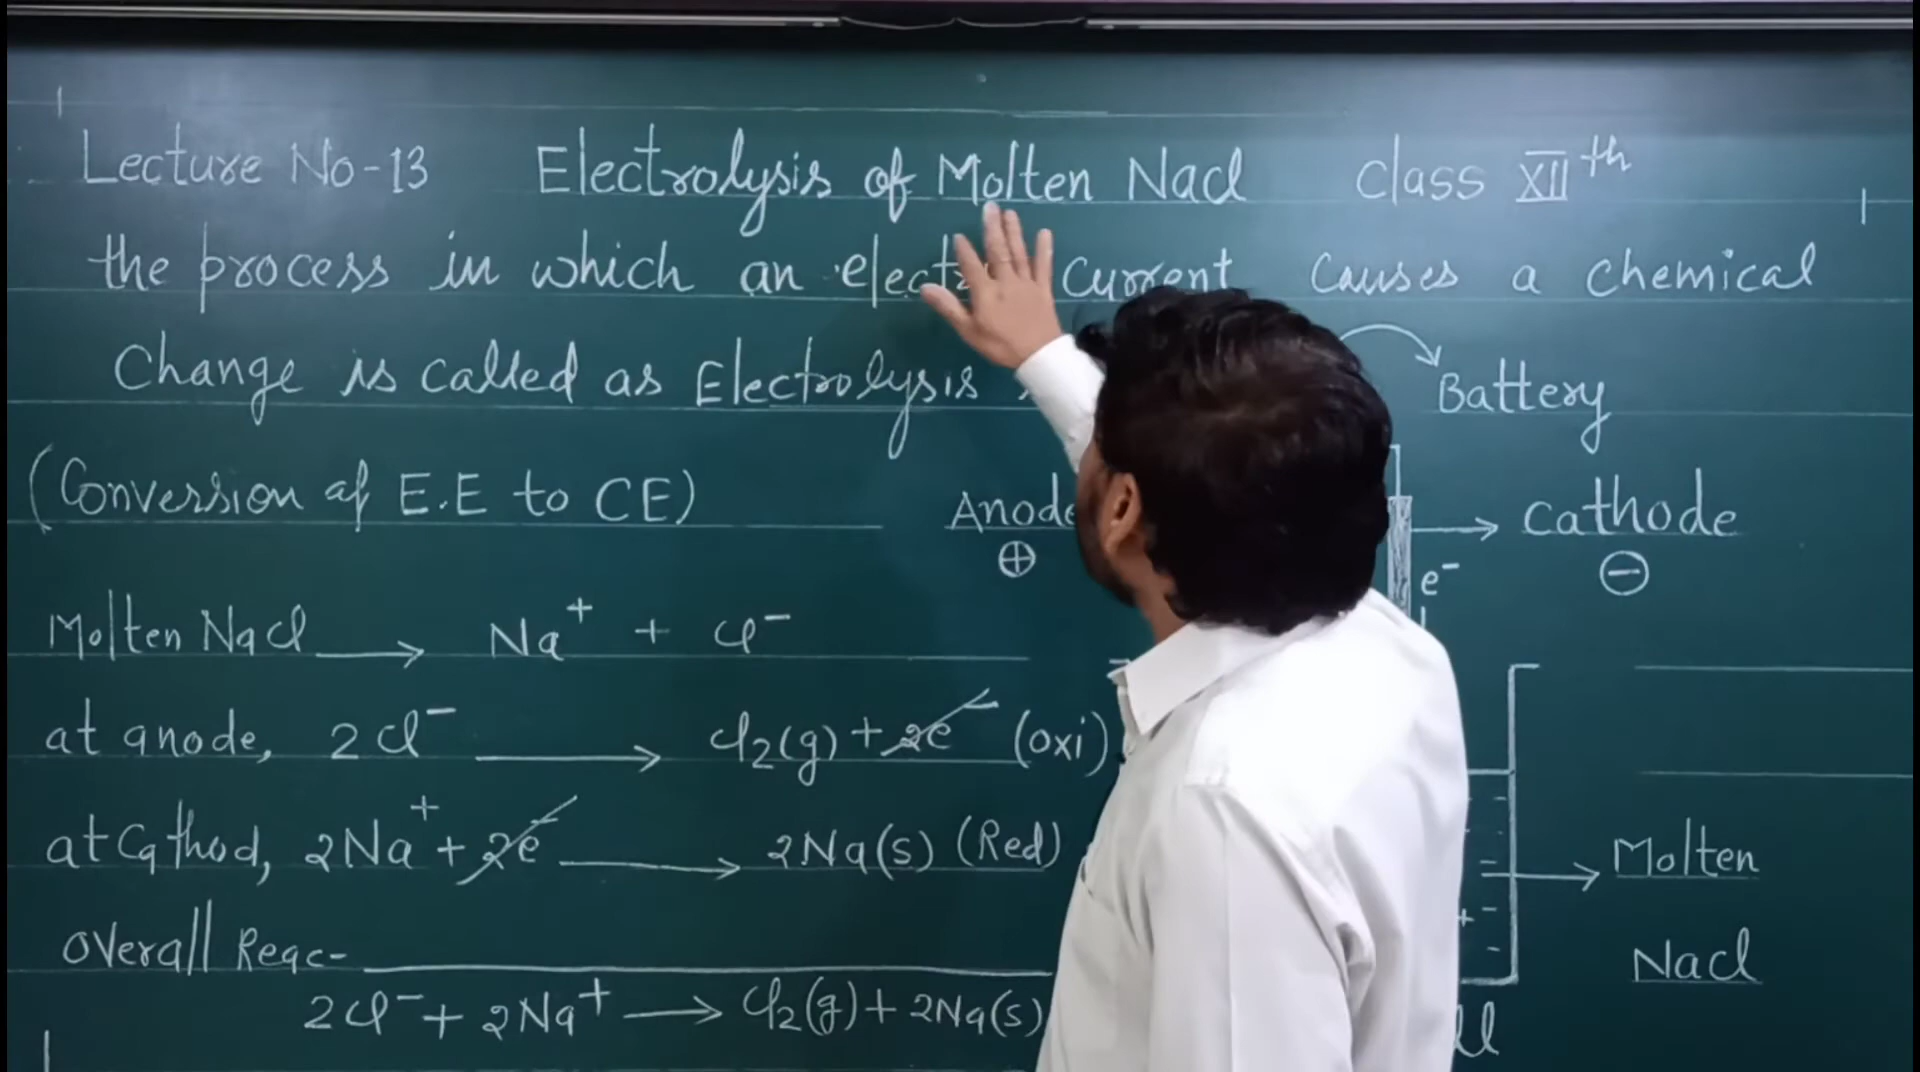 Lecture No-13 Electrolysis of Molten Nacl class XIIth
the process in which an current causes a chemical
Change is called as Electrolysis
Battery
(Conversion of E.E to CE)
Anode
cathode
⊕
⊖
e⁻
Molten NaCl ⟶ Na⁺ + Cl⁻
at anode, 2Cl⁻ ⟶ Cl₂(g) + 2e⁻ (oxi)
at Cathod, 2Na⁺ + 2e⁻ ⟶ 2Na(s) (Red)
Molten
Nacl
overall Reac-
2Cl⁻ + 2Na⁺ ⟶ Cl₂(g) + 2Na(s)